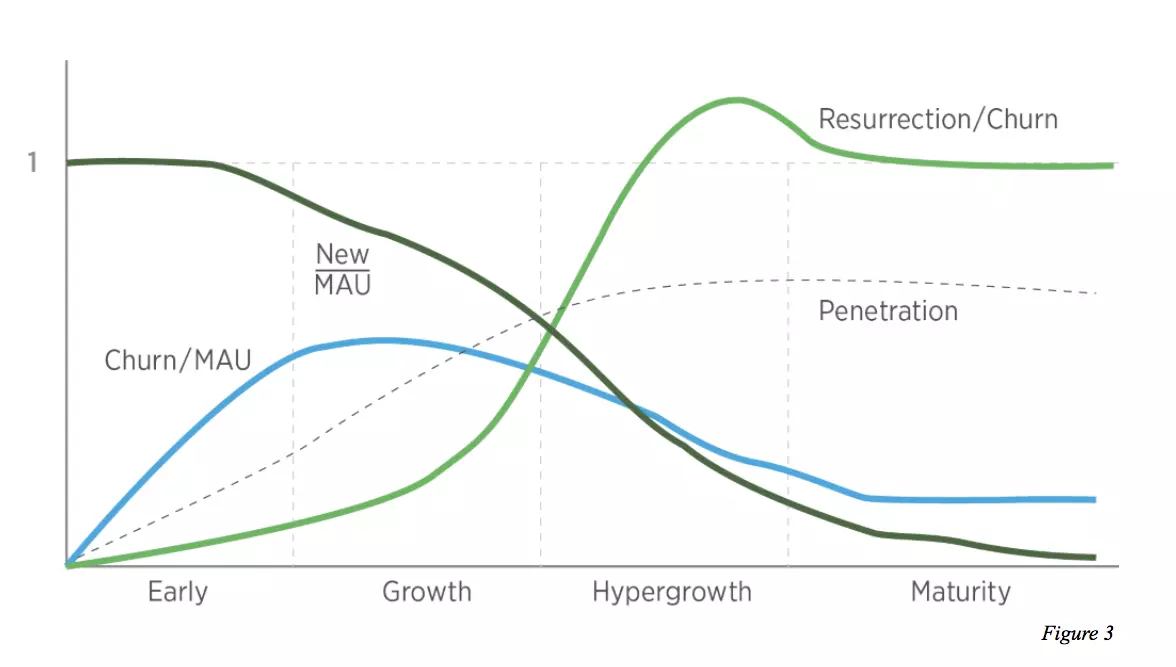 Resurrection/Churn
1
New
MAU
Penetration
Churn/MAU
Early
Growth
Hypergrowth
Maturity
Figure 3